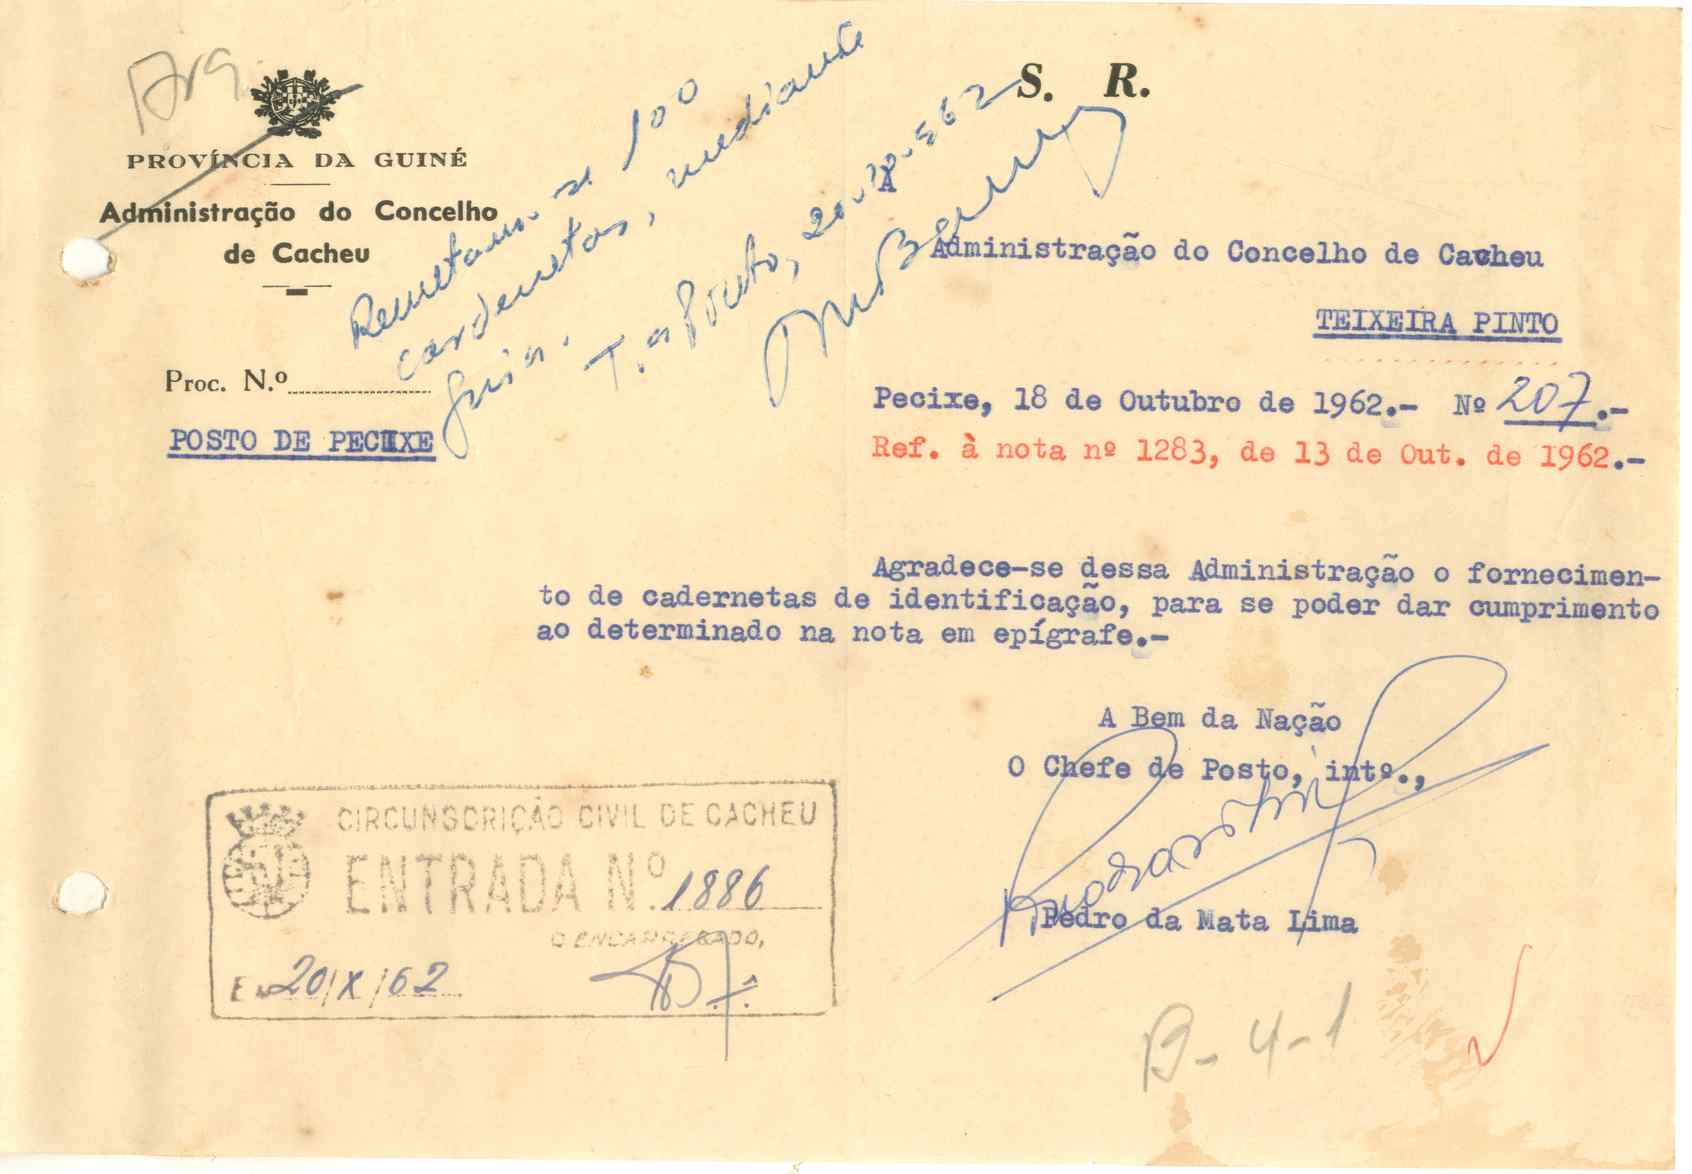 Arq.
S. R.
PROVÍNCIA DA GUINÉ
Administração do Concelho
de Cacheu
Proc. N.º
POSTO DE PECIXE
Remetam-se 100
cardenetas, mediante
guia.
T. Pinto, 20-10-962
À
Administração do Concelho de Cacheu
TEIXEIRA PINTO
Pecixe, 18 de Outubro de 1962.- Nº 207.-
Ref. à nota nº 1283, de 13 de Out. de 1962.-
Agradece-se dessa Administração o fornecimen-
to de cadernetas de identificação, para se poder dar cumprimento
ao determinado na nota em epígrafe.-
A Bem da Nação
O Chefe de Posto, intº.,
Pedro da Mata Lima
CIRCUNSCRIÇÃO CIVIL DE CACHEU
ENTRADA N.º 1886
O ENCARREGADO,
Em 20/X/62
B-4-1